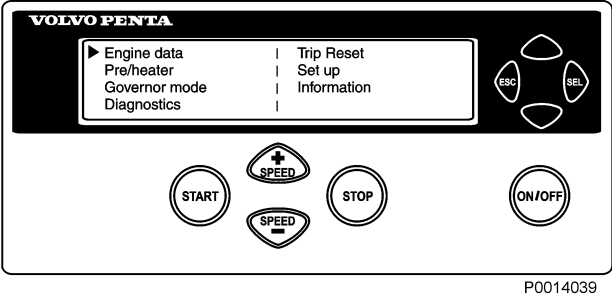 VOLVO PENTA
Engine data | Trip Reset
Pre/heater | Set up
Governor mode | Information
Diagnostics |
ESC
SEL
+
SPEED
START
STOP
ON/OFF
SPEED
−
P0014039